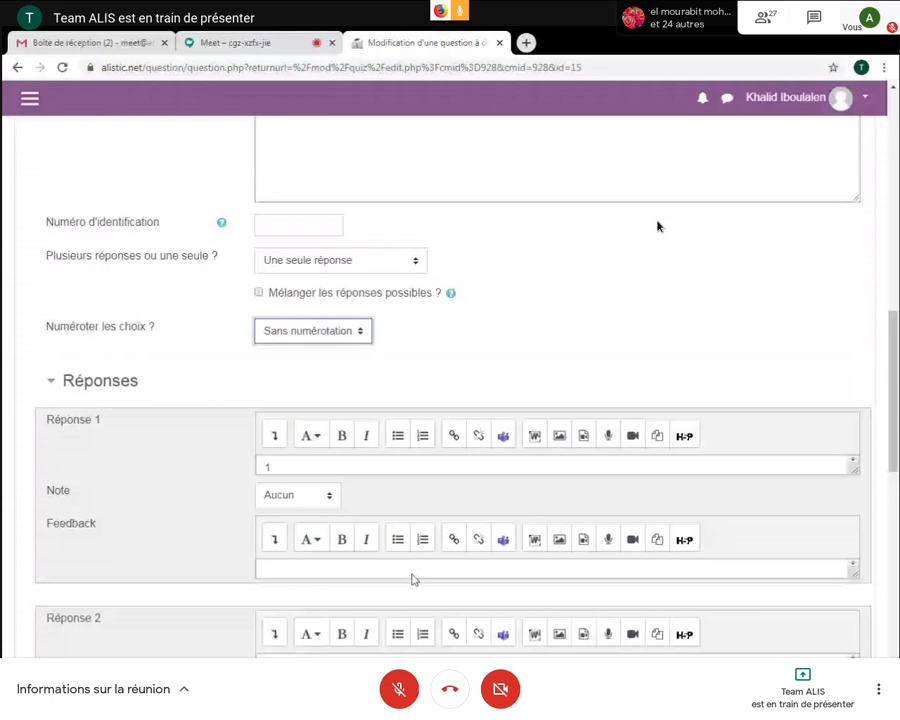 T Team ALIS est en train de présenter
el mourabit moh...
et 24 autres
27
A
Vous
Boîte de réception (2) - meet@a
Meet – cgz-xzfx-jie
Modification d'une question à c
alistic.net/question/question.php?returnurl=%2Fmod%2Fquiz%2Fedit.php%3Fcmid%3D928&cmid=928&id=15
T
Khalid Iboulalen
Numéro d'identification
Plusieurs réponses ou une seule ?
Une seule réponse
Mélanger les réponses possibles ?
Numéroter les choix ?
Sans numérotation
Réponses
Réponse 1
A B I H-P
1
Note
Aucun
Feedback
A B I H-P
Réponse 2
A B I H-P
Informations sur la réunion
Team ALIS
est en train de présenter